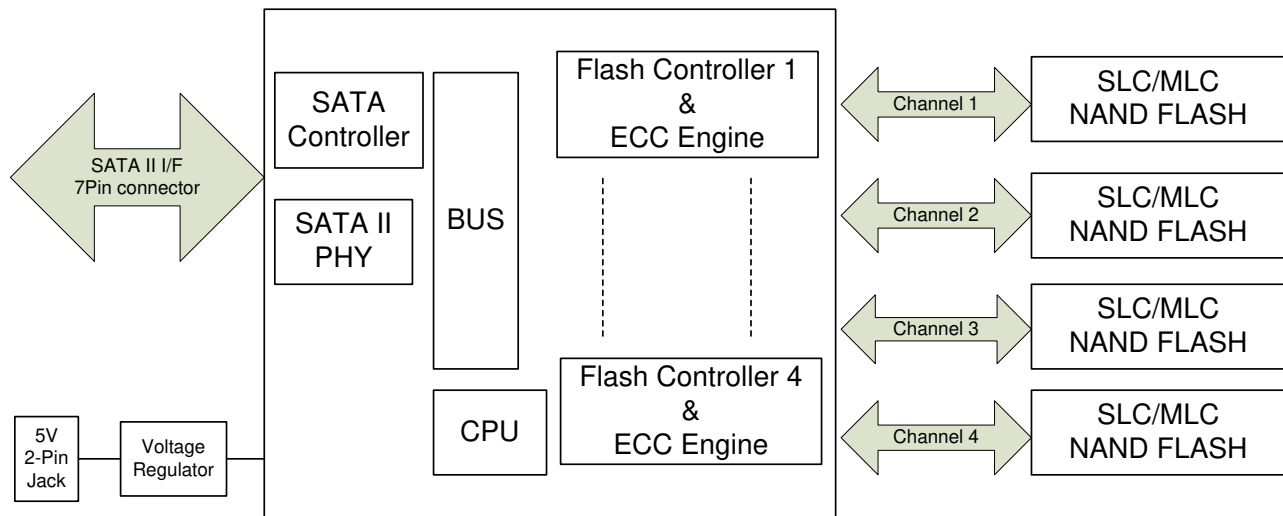 SATA II I/F
7Pin connector
SATA
Controller
SATA II
PHY
BUS
CPU
Flash Controller 1
&
ECC Engine
Flash Controller 4
&
ECC Engine
Channel 1
SLC/MLC
NAND FLASH
Channel 2
SLC/MLC
NAND FLASH
Channel 3
SLC/MLC
NAND FLASH
Channel 4
SLC/MLC
NAND FLASH
5V
2-Pin
Jack
Voltage
Regulator